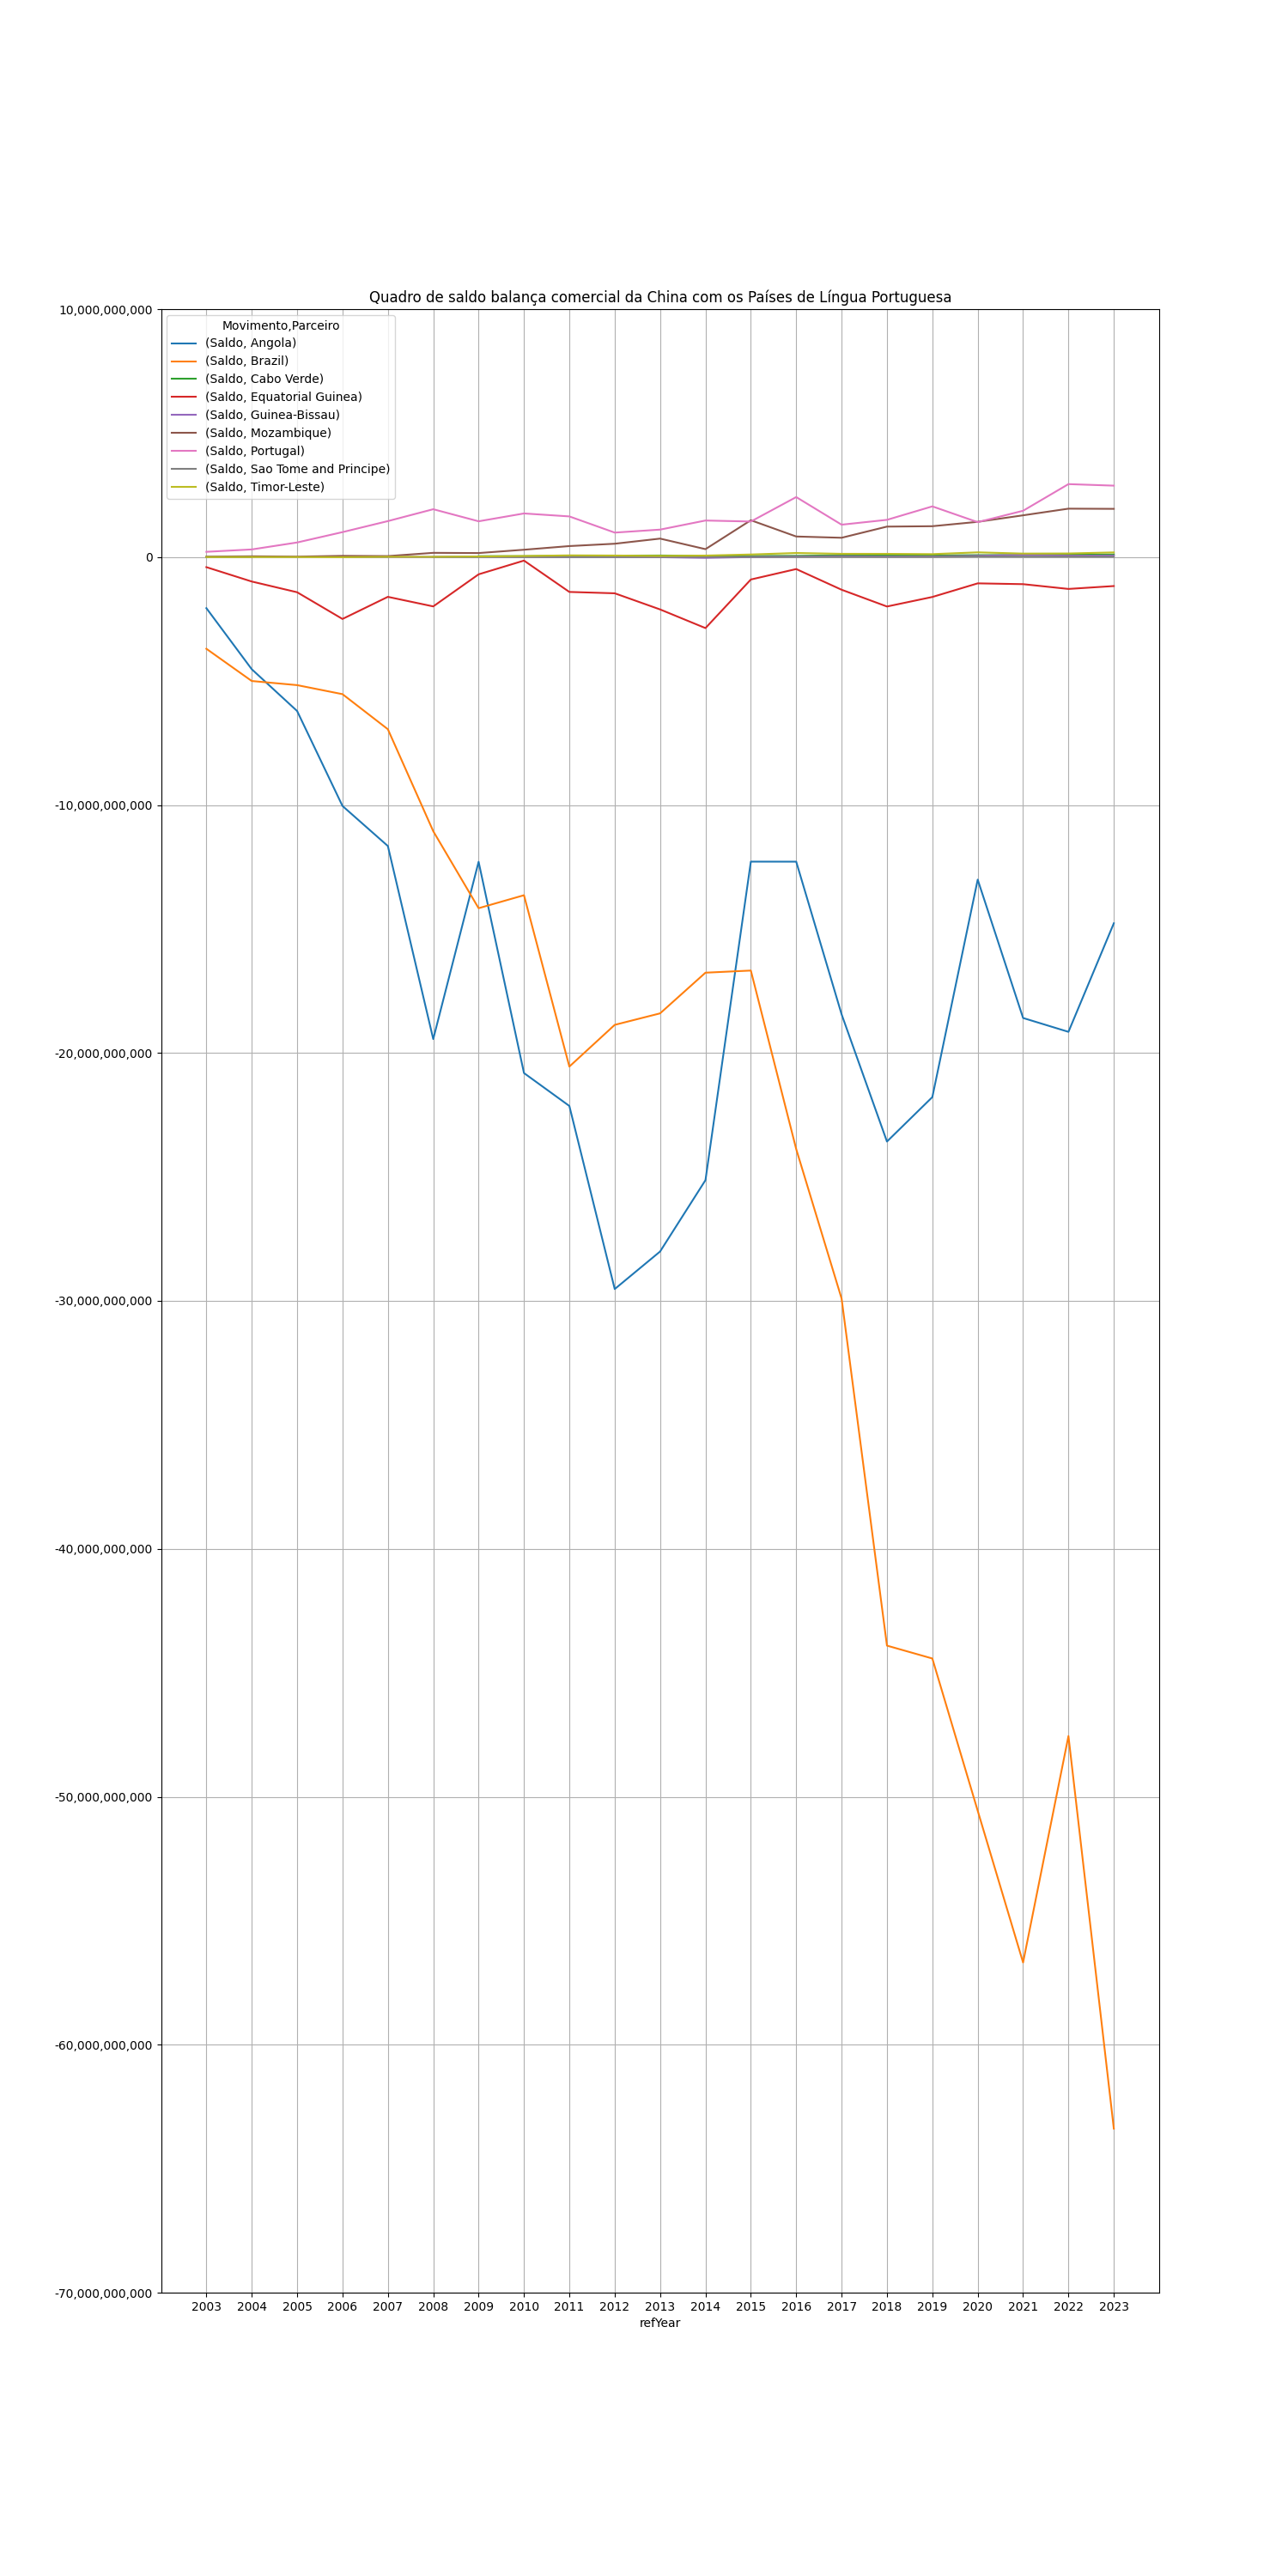 Quadro de saldo balança comercial da China com os Países de Língua Portuguesa
10,000,000,000
Movimento,Parceiro
(Saldo, Angola)
(Saldo, Brazil)
(Saldo, Cabo Verde)
(Saldo, Equatorial Guinea)
(Saldo, Guinea-Bissau)
(Saldo, Mozambique)
(Saldo, Portugal)
(Saldo, Sao Tome and Principe)
(Saldo, Timor-Leste)
0
-10,000,000,000
-20,000,000,000
-30,000,000,000
-40,000,000,000
-50,000,000,000
-60,000,000,000
-70,000,000,000
2003 2004 2005 2006 2007 2008 2009 2010 2011 2012 2013 2014 2015 2016 2017 2018 2019 2020 2021 2022 2023
refYear